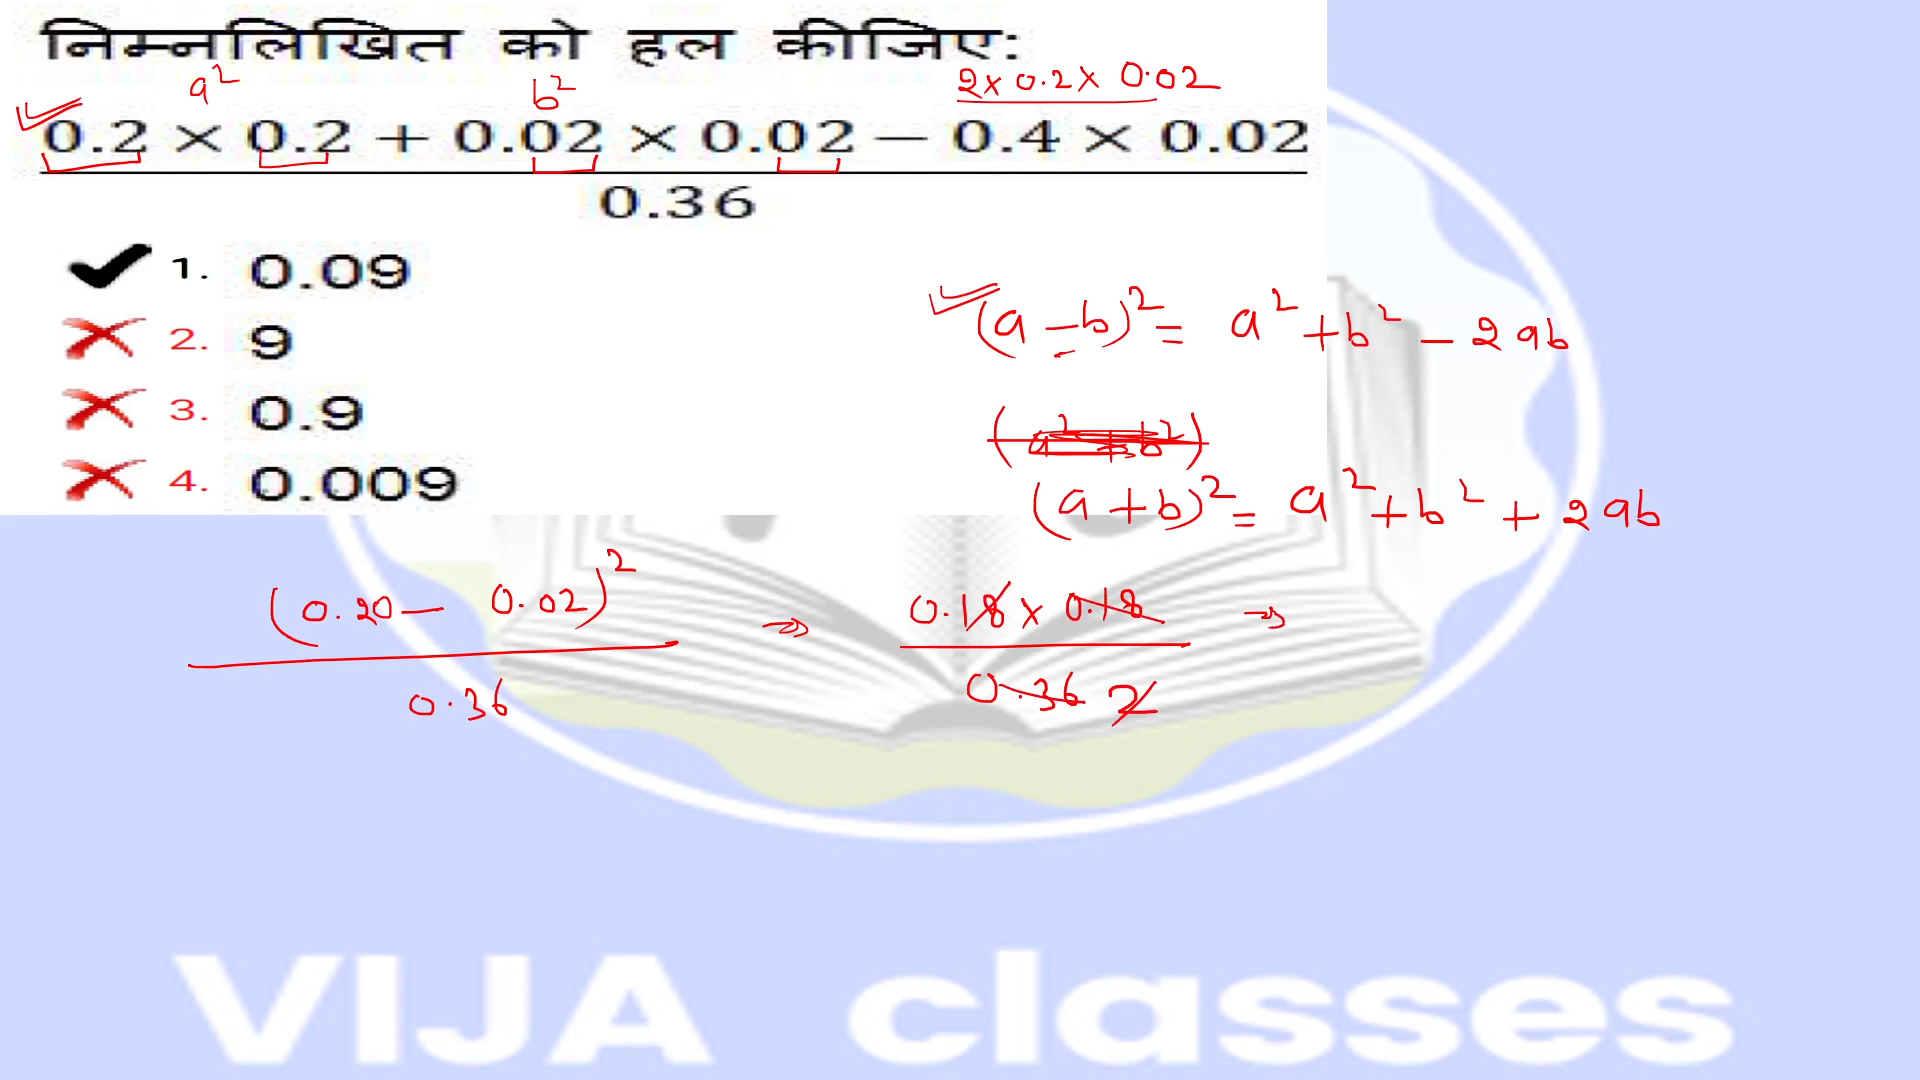 निम्नलिखित को हल कीजिए:
a² b² 2 × 0.2 × 0.02
0.2 × 0.2 + 0.02 × 0.02 − 0.4 × 0.02
0.36
1. 0.09
2. 9
3. 0.9
4. 0.009
(a − b)² = a² + b² − 2ab
(a² + b²)
(a + b)² = a² + b² + 2ab
(0.20 − 0.02)² ⇒ 0.18 × 0.18 ⇒
0.36 0.36 2
VIJA classes